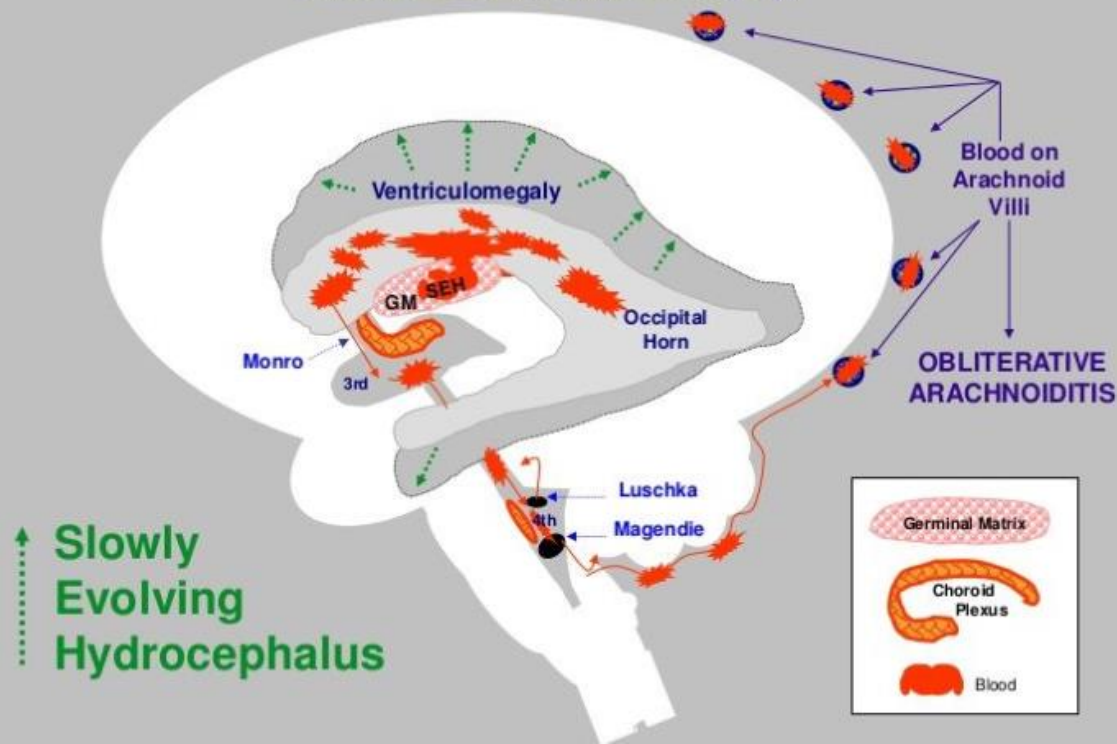 Blood on
Arachnoid
Villi
Ventriculomegaly
GM
SEH
Occipital
Horn
Monro
3rd
OBLITERATIVE
ARACHNOIDITIS
Luschka
4th
Magendie
Slowly
Evolving
Hydrocephalus
Germinal Matrix
Choroid
Plexus
Blood